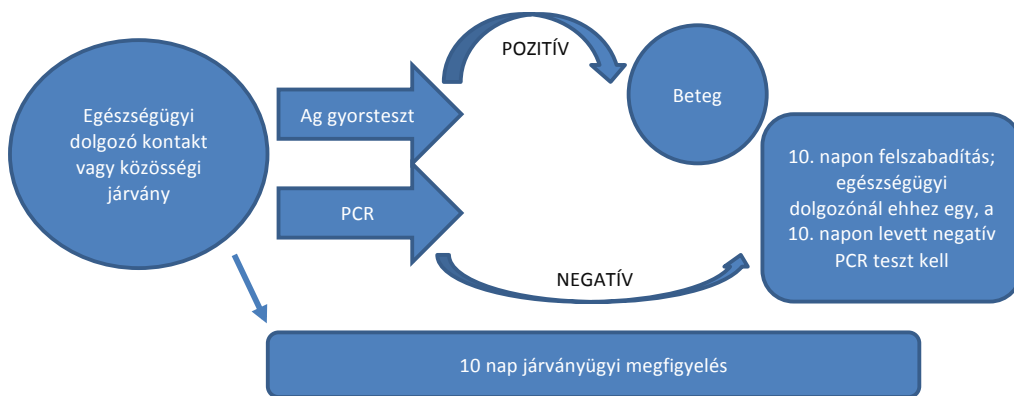 Egészségügyi
dolgozó kontakt
vagy közösségi
járvány
Ag gyorsteszt
PCR
POZITÍV
NEGATÍV
Beteg
10. napon felszabadítás;
egészségügyi
dolgozónál ehhez egy, a
10. napon levett negatív
PCR teszt kell
10 nap járványügyi megfigyelés